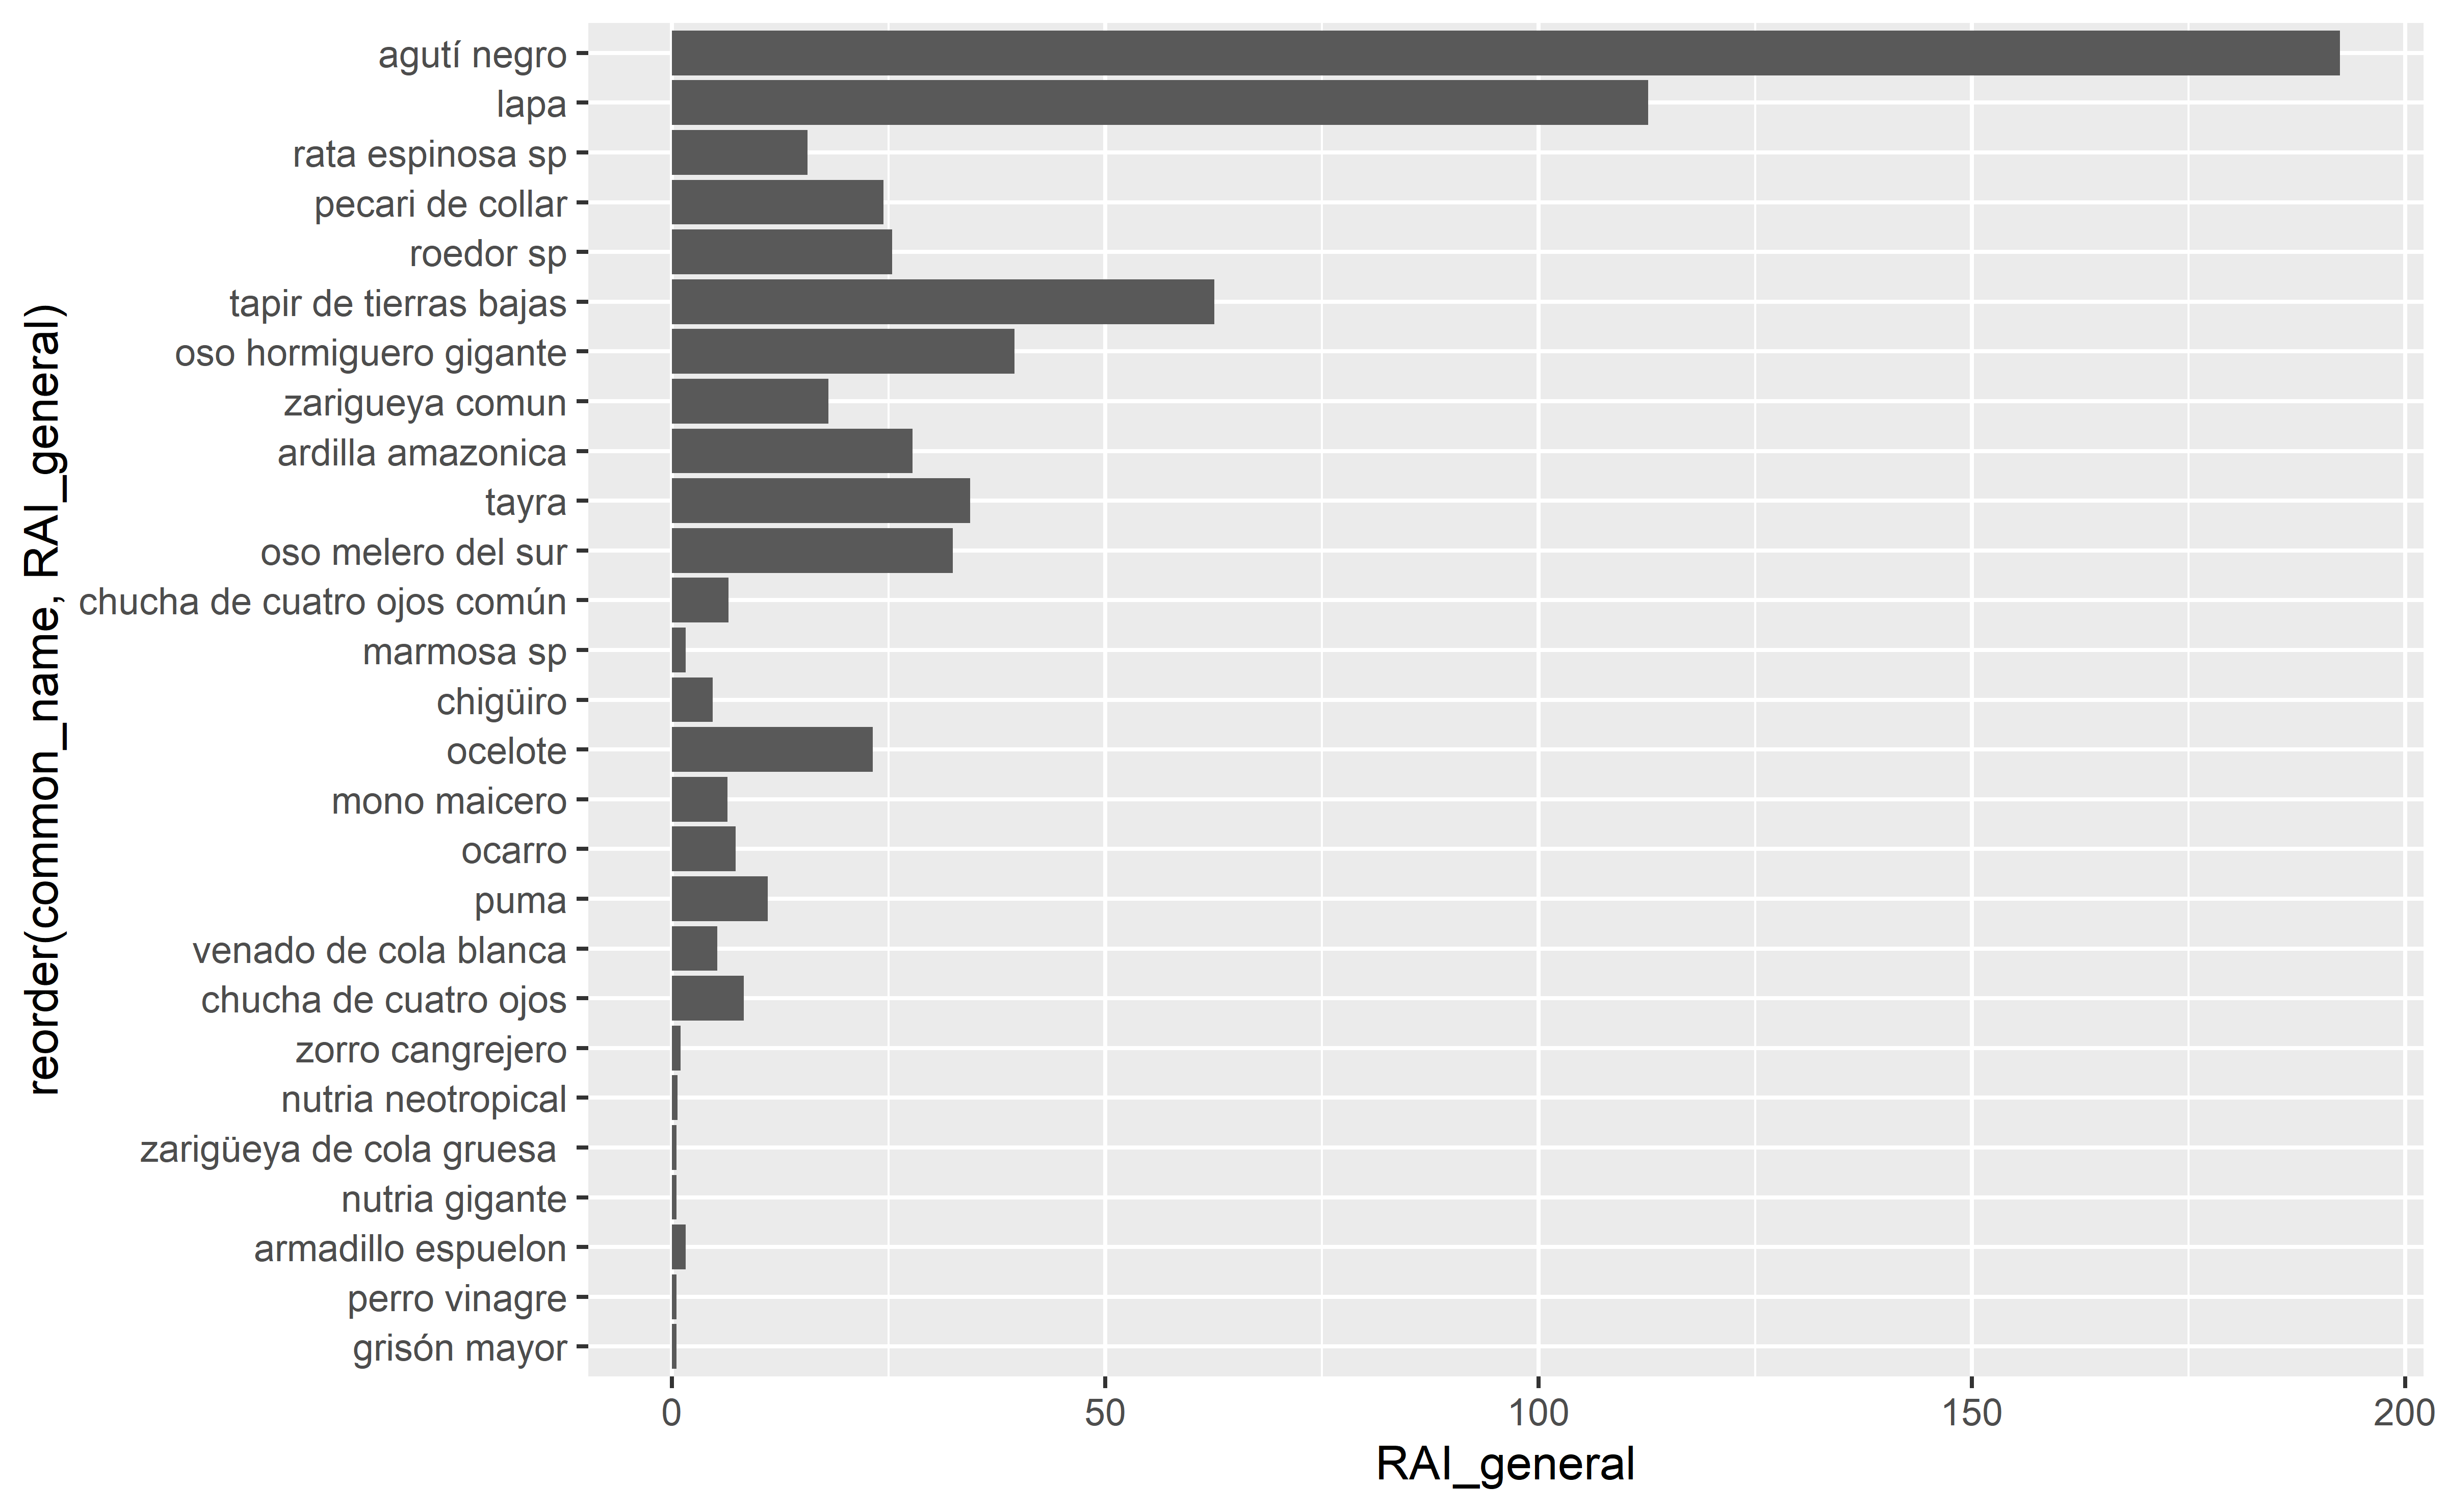 agutí negro
lapa
rata espinosa sp
pecari de collar
roedor sp
tapir de tierras bajas
oso hormiguero gigante
zarigueya comun
ardilla amazonica
tayra
oso melero del sur
chucha de cuatro ojos común
marmosa sp
chigüiro
ocelote
mono maicero
ocarro
puma
venado de cola blanca
chucha de cuatro ojos
zorro cangrejero
nutria neotropical
zarigüeya de cola gruesa
nutria gigante
armadillo espuelon
perro vinagre
grisón mayor
reorder(common_name, RAI_general)
0 50 100 150 200
RAI_general